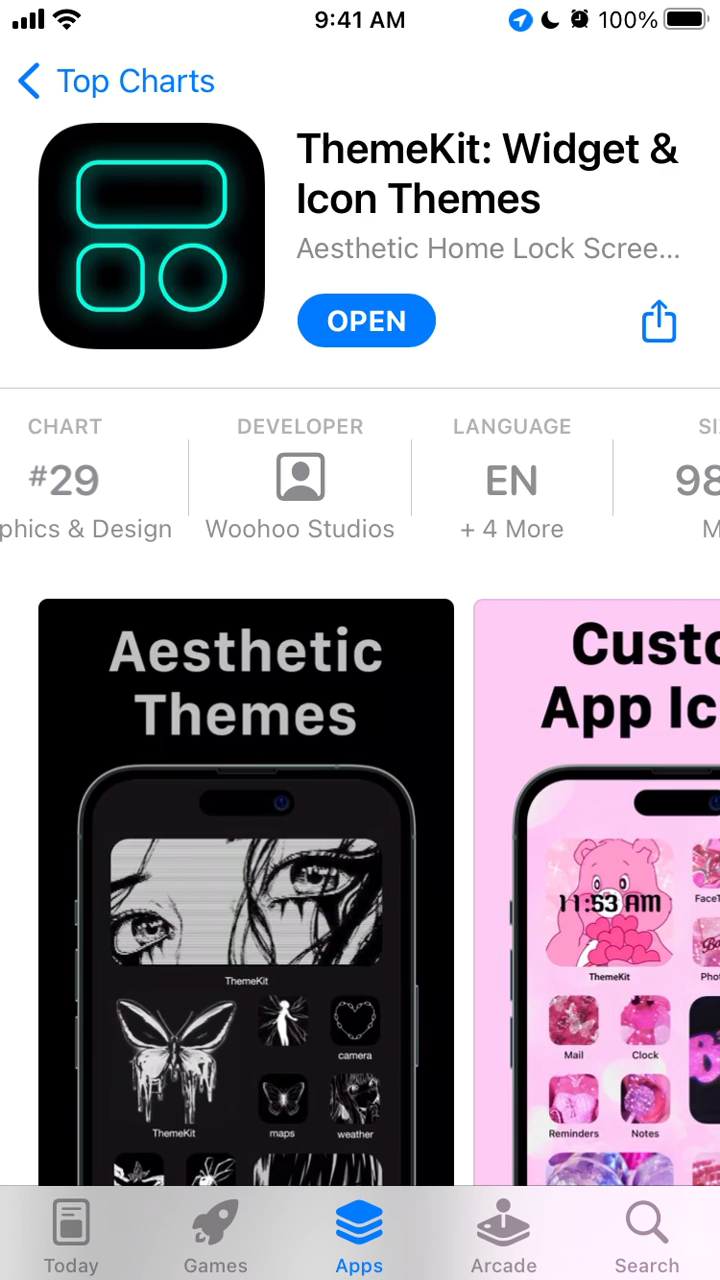 9:41 AM
100%
Top Charts
ThemeKit: Widget &
Icon Themes
Aesthetic Home Lock Scree...
OPEN
CHART
DEVELOPER
LANGUAGE
#29
EN
phics & Design
Woohoo Studios
+ 4 More
98
M
Aesthetic
Themes
Custo
App Ic
11:53 AM
FaceT
ThemeKit
Phot
ThemeKit
camera
Mail
Clock
ThemeKit
maps
weather
Reminders
Notes
Today
Games
Apps
Arcade
Search